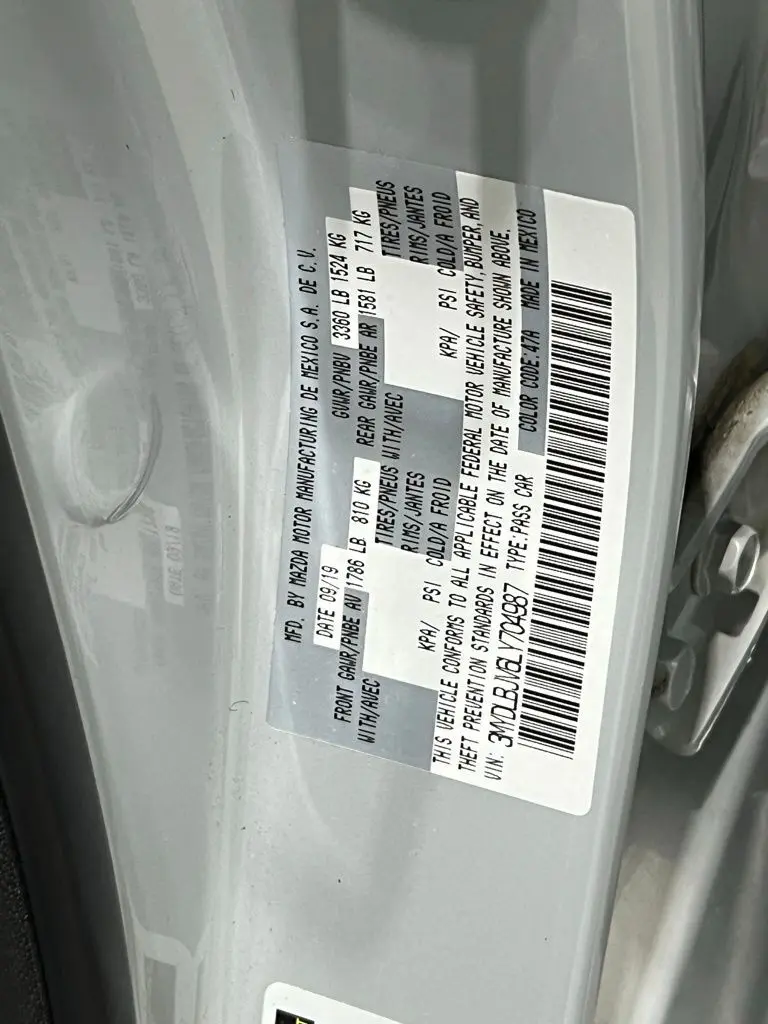 MFD. BY MAZDA MOTOR MANUFACTURING DE MEXICO S.A. DE C.V.
DATE 09/19 GVWR/PNBV 3360 LB 1524 KG
FRONT GAWR/PNBE AV 1786 LB 810 KG REAR GAWR/PNBE AR 1581 LB 717 KG
WITH/AVEC TIRES/PNEUS WITH/AVEC TIRES/PNEUS
RIMS/JANTES RIMS/JANTES
KPA/ PSI COLD/A FROID KPA/ PSI COLD/A FROID
THIS VEHICLE CONFORMS TO ALL APPLICABLE FEDERAL MOTOR VEHICLE SAFETY, BUMPER, AND
THEFT PREVENTION STANDARDS IN EFFECT ON THE DATE OF MANUFACTURE SHOWN ABOVE.
VIN: 3MYDLBJV6LY704987 TYPE:PASS CAR COLOR CODE:47A MADE IN MEXICO